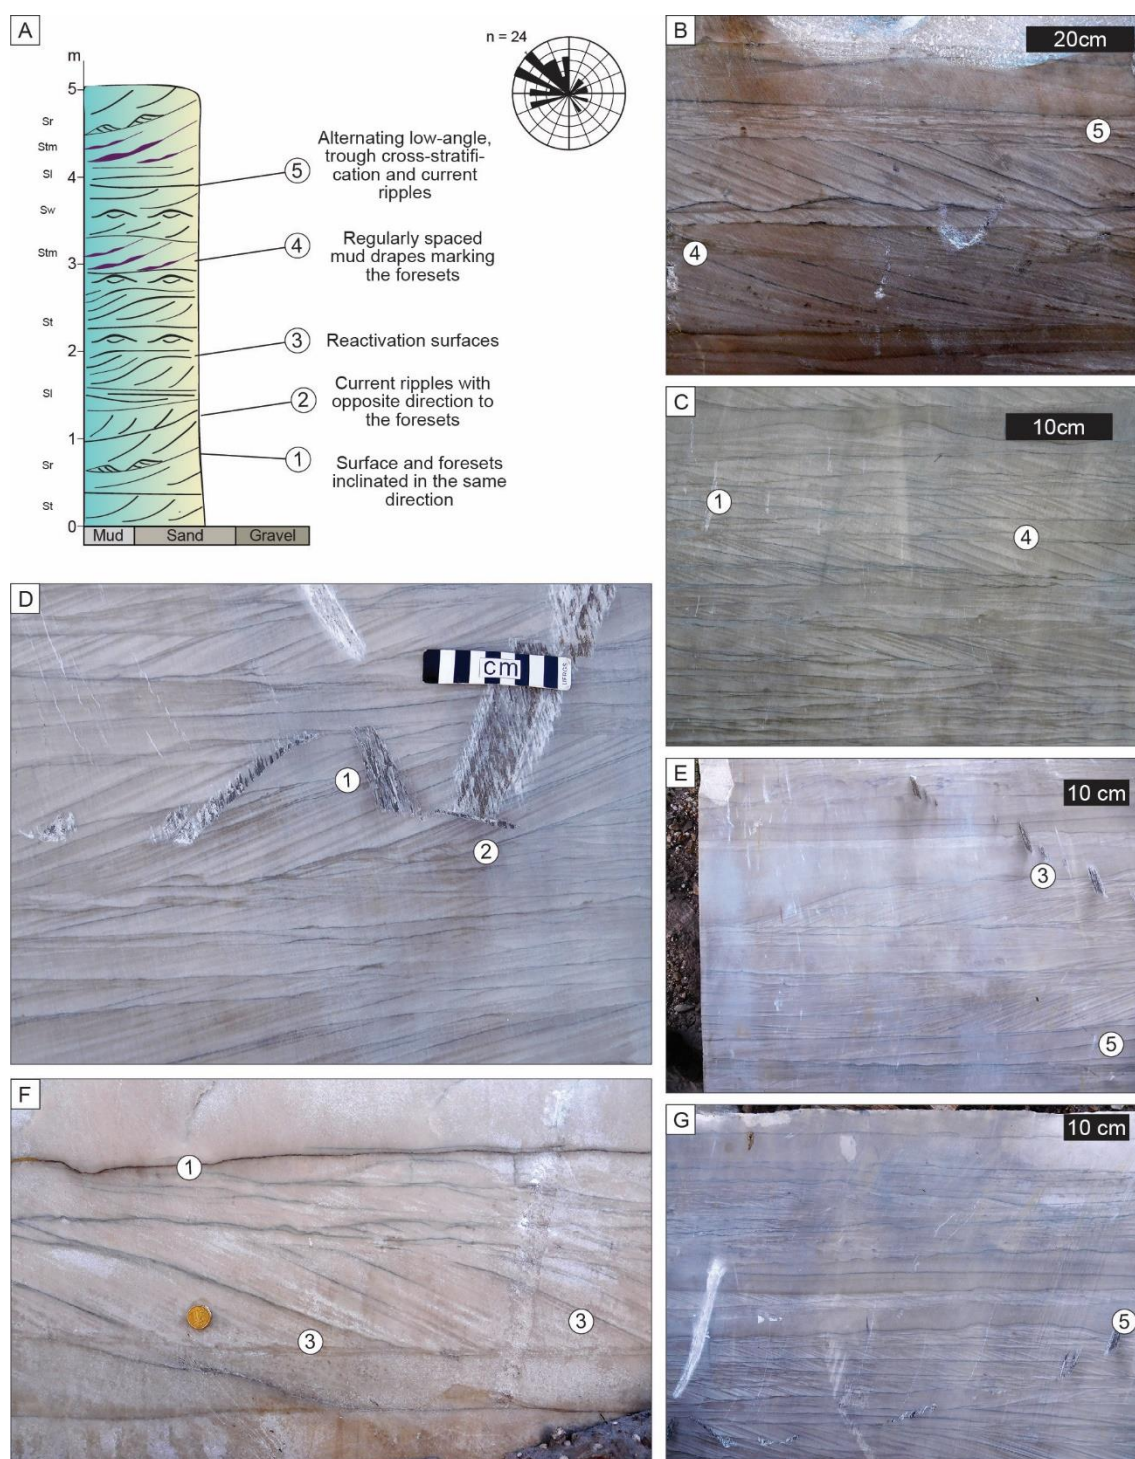 A
m
n = 24
5
Sr
Stm
Sl
4
Sw
Stm
3
St
2
Sl
1
Sr
St
0
Mud Sand Gravel
5 Alternating low-angle,
trough cross-stratifi-
cation and current
ripples
4 Regularly spaced
mud drapes marking
the foresets
3 Reactivation surfaces
2 Current ripples with
opposite direction to
the foresets
1 Surface and foresets
inclinated in the same
direction
B
20cm
5
4
C
10cm
1
4
D
cm
UFRGS
1
2
E
10 cm
3
5
F
1
3
3
G
10 cm
5